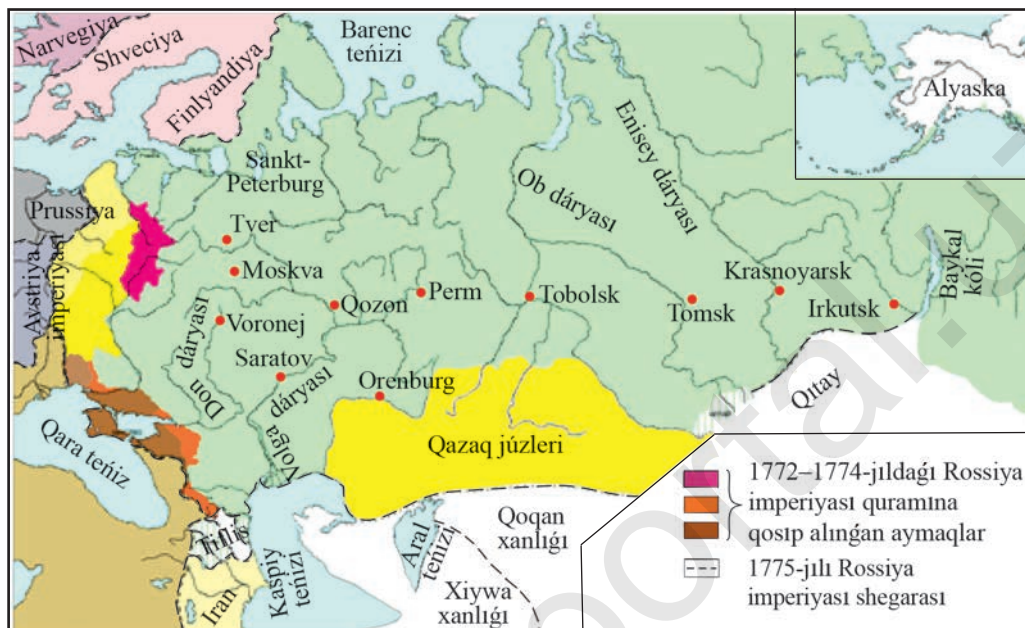 Narvegiya
Shveciya
Finlyandiya
Barenc
teńizi
Alyaska
Sankt-
Peterburg
Enisey dáryası
Ob dáryası
Prussiya
Tver
Moskva
Avstriya
imperiyası
Krasnoyarsk
Baykal
kóli
Qozon
Perm
Tobolsk
Tomsk
Irkutsk
Voronej
Don
dáryası
Saratov
Volga
dáryası
Orenburg
Qıtay
Qara teńiz
Qazaq júzleri
Tiflis
Iran
Kaspiy
teńizi
Aral
teńizi
Qoqan
xanlıǵı
Xiywa
xanlıǵı
1772–1774-jıldaǵı Rossiya
imperiyası quramına
qosıp alınǵan aymaqlar
1775-jılı Rossiya
imperiyası shegarası